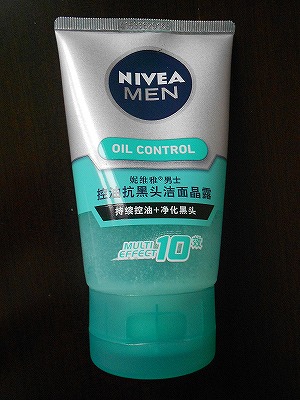 NIVEA
MEN
OIL CONTROL
妮维雅®男士
控油抗黑头洁面晶露
持续控油+净化黑头
MULTI 10效
EFFECT